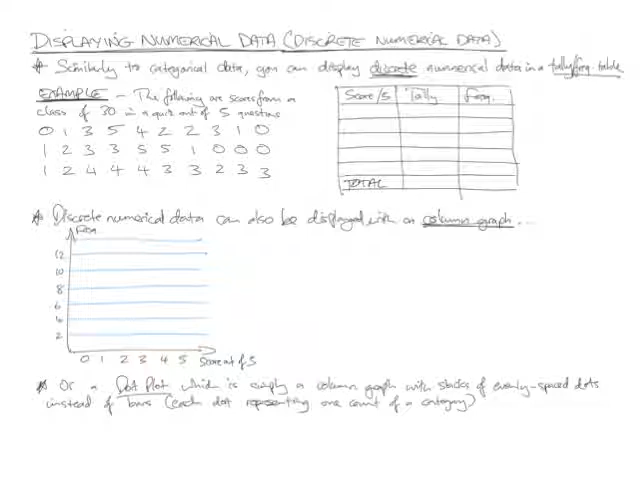 DISPLAYING NUMERICAL DATA (DISCRETE NUMERICAL DATA)
* Similarly to categorical data, you can display discrete numerical data in a tally/freq. table
EXAMPLE - The following are scores from a
class of 30 in a quiz out of 5 questions
0 1 3 5 4 2 2 3 1 0
1 2 3 3 5 5 1 0 0 0
1 2 4 4 4 3 3 2 3 3
Score/5 Tally Freq.
TOTAL
* Discrete numerical data can also be displayed with an column graph ...
Freq
12
10
8
6
4
2
0 1 2 3 4 5 Score out of 5
* Or a Dot Plot which is simply a column graph with stacks of evenly-spaced dots
instead of bars (each dot representing one count of a category)